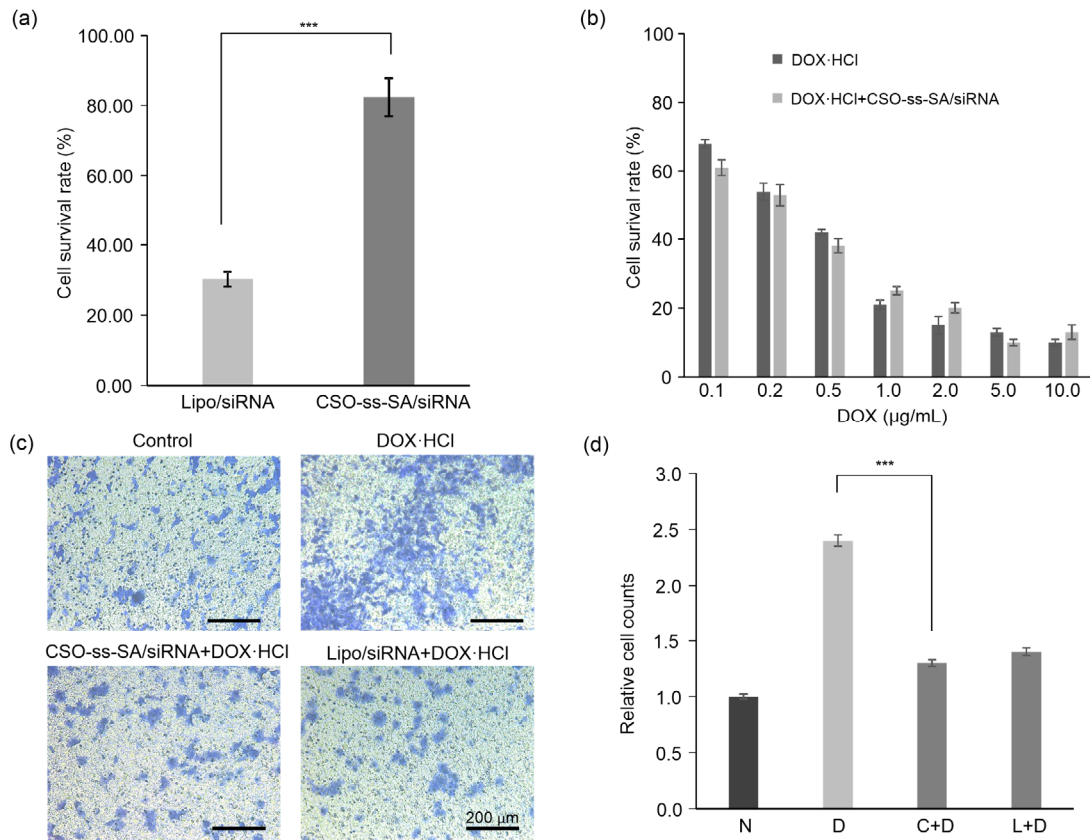 (a)
***
100.00
80.00
60.00
40.00
20.00
0.00
Cell survival rate (%)
Lipo/siRNA
CSO-ss-SA/siRNA
(b)
100
80
60
40
20
0
Cell surival rate (%)
DOX·HCl
DOX·HCl+CSO-ss-SA/siRNA
0.1 0.2 0.5 1.0 2.0 5.0 10.0
DOX (μg/mL)
(c)
Control
DOX·HCl
CSO-ss-SA/siRNA+DOX·HCl
Lipo/siRNA+DOX·HCl
200 μm
(d)
***
3.0
2.5
2.0
1.5
1.0
0.5
0.0
Relative cell counts
N D C+D L+D